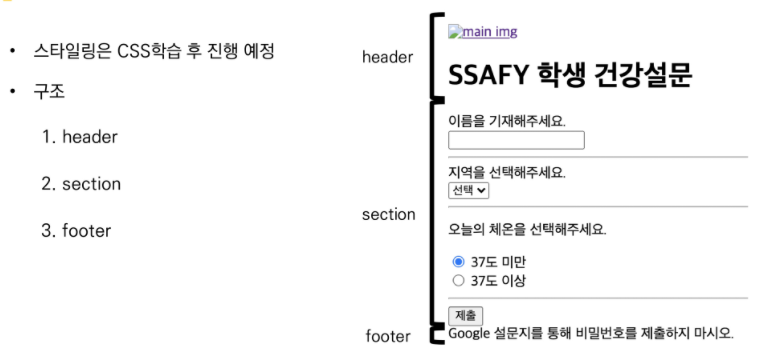 • 스타일링은 CSS학습 후 진행 예정
• 구조
1. header
2. section
3. footer
header
main img
SSAFY 학생 건강설문
section
이름을 기재해주세요.
지역을 선택해주세요.
선택
오늘의 체온을 선택해주세요.
37도 미만
37도 이상
제출
footer
Google 설문지를 통해 비밀번호를 제출하지 마시오.